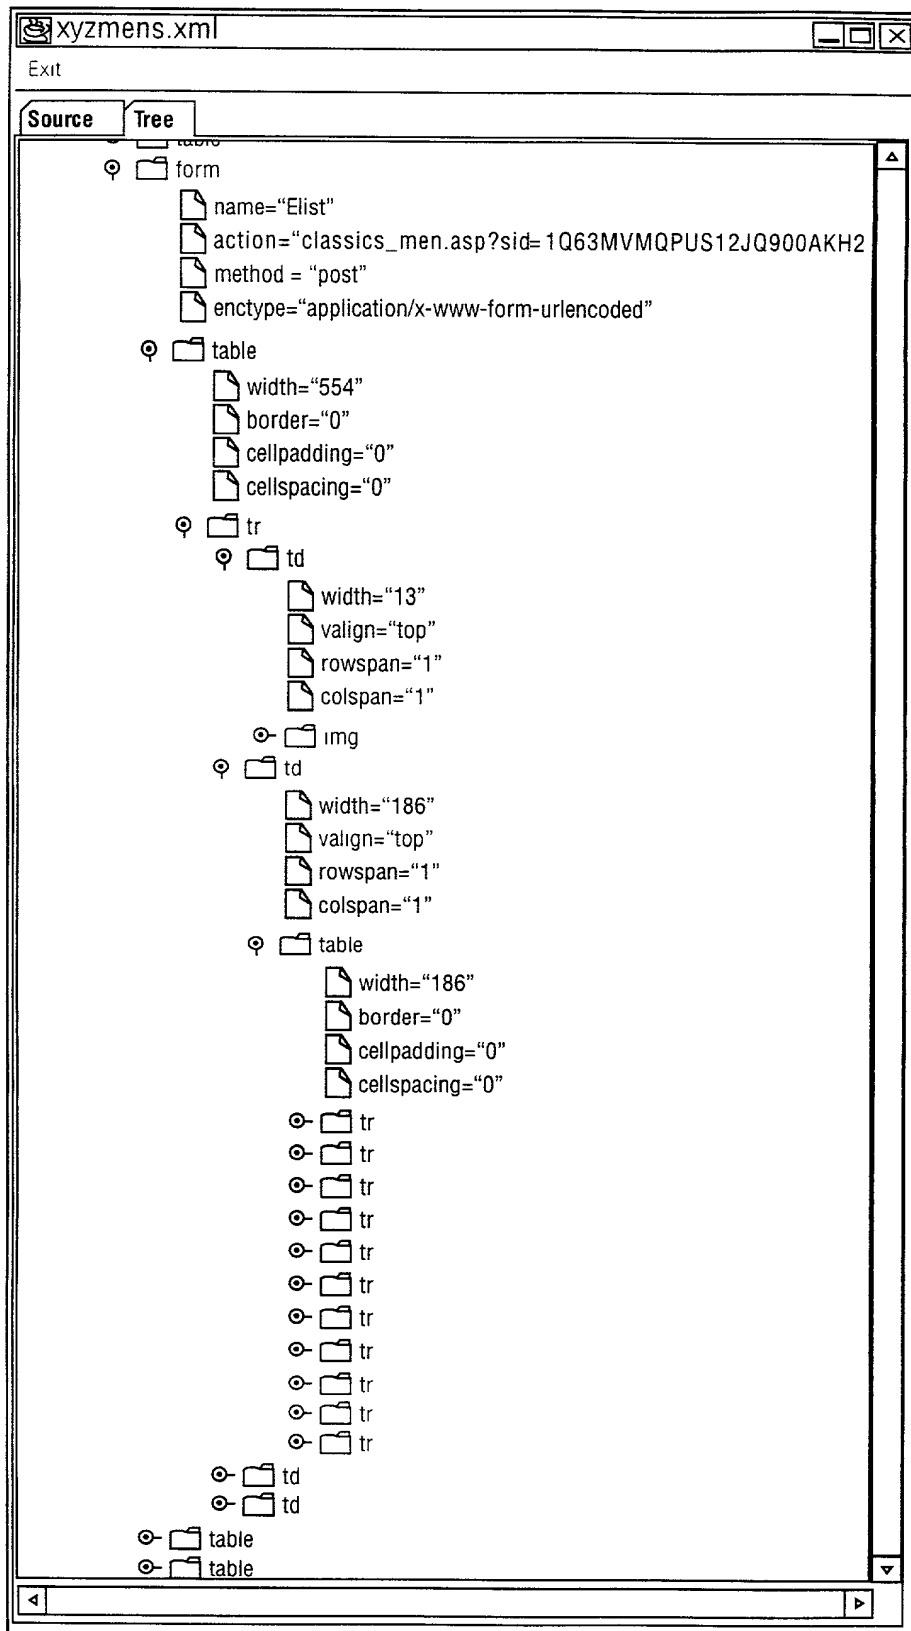 xyzmens.xml
Exit
Source Tree
table
form
name="Elist"
action="classics_men.asp?sid=1Q63MVMQPUS12JQ900AKH2
method = "post"
enctype="application/x-www-form-urlencoded"
table
width="554"
border="0"
cellpadding="0"
cellspacing="0"
tr
td
width="13"
valign="top"
rowspan="1"
colspan="1"
img
td
width="186"
valign="top"
rowspan="1"
colspan="1"
table
width="186"
border="0"
cellpadding="0"
cellspacing="0"
tr
tr
tr
tr
tr
tr
tr
tr
tr
tr
tr
td
td
table
table